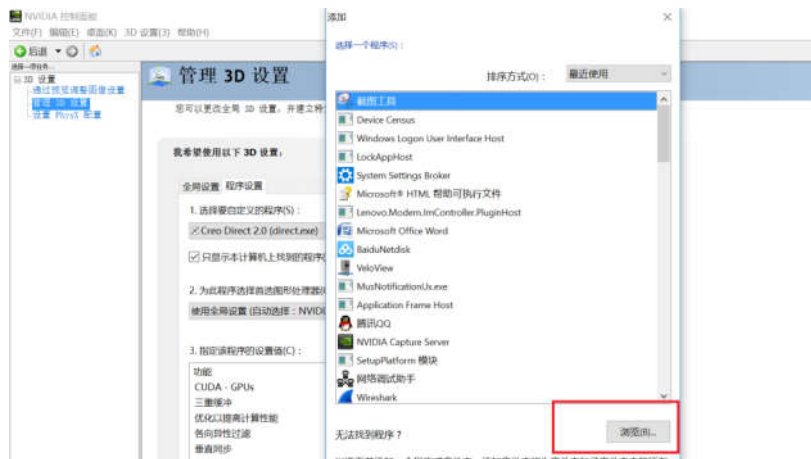 NVIDIA 控制面板
文件(F) 编辑(E) 桌面(K) 3D 设置(3) 帮助(H)
后退
选择一项任务...
3D 设置
通过预览调整图像设置
管理 3D 设置
设置 PhysX 配置
管理 3D 设置
您可以更改全局 3D 设置，并建立特
我希望使用以下 3D 设置：
全局设置 程序设置
1. 选择要自定义的程序(S)：
Creo Direct 2.0 (direct.exe)
只显示本计算机上找到的程序(
2. 为此程序选择首选图形处理器(
使用全局设置 (自动选择：NVIDI
3. 指定该程序的设置值(C)：
功能
CUDA - GPUs
三重缓冲
优化以提高计算性能
各向异性过滤
垂直同步
添加
选择一个程序(S)：
排序方式(O)：
最近使用
截图工具
Device Census
Windows Logon User Interface Host
LockAppHost
System Settings Broker
Microsoft® HTML 帮助可执行文件
Lenovo.Modern.ImController.PluginHost
Microsoft Office Word
BaiduNetdisk
VeloView
MusNotificationUx.exe
Application Frame Host
腾讯QQ
NVIDIA Capture Server
SetupPlatform 模块
网络调试助手
Wireshark
无法找到程序？
浏览(R)...